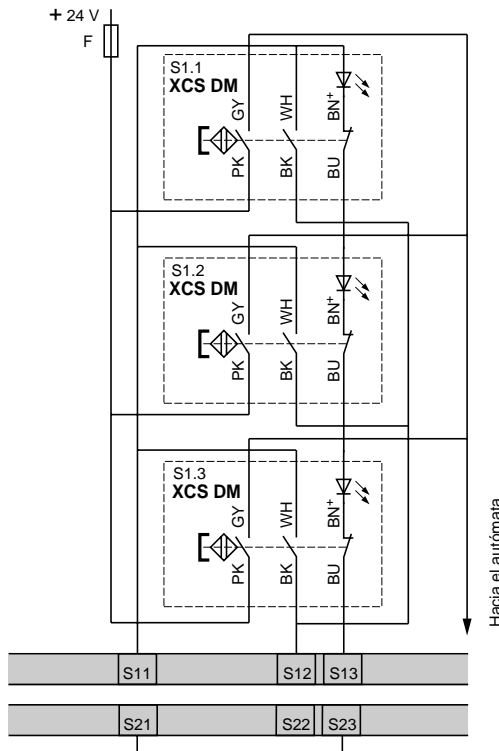 + 24 V
F
S1.1
XCS DM
GY
WH
BN+
PK
BK
BU
S1.2
XCS DM
GY
WH
BN+
PK
BK
BU
S1.3
XCS DM
GY
WH
BN+
PK
BK
BU
Hacia el autómata
S11
S12
S13
S21
S22
S23